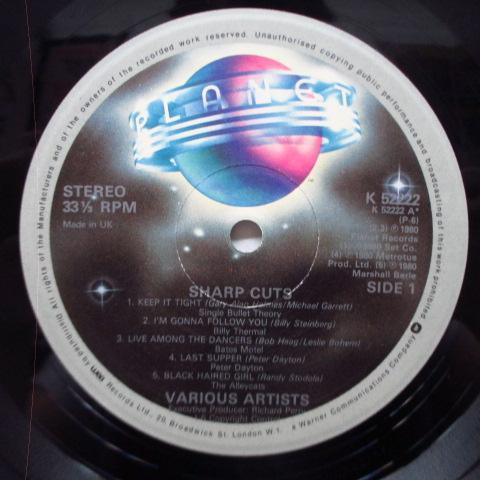 All rights of the Manufacturers and of the owners of the recorded work reserved. Unauthorised copying public performance and broadcasting of this work prohibited.
PLANET
STEREO
33⅓ RPM
Made in UK
K 52222
K 52222 A*
(P-6)
(2,3) ℗ 1980
Planet Records
1980 Set Co.
(4) ℗ 1980 Metrotus
Prod. Ltd. (5) ℗ 1980
Marshall Berle
SIDE 1
SHARP CUTS
1. KEEP IT TIGHT (Gary Alan Holmes/Michael Garrett)
Single Bullet Theory
2. I'M GONNA FOLLOW YOU (Billy Steinberg)
Billy Thermal
3. LIVE AMONG THE DANCERS (Bob Haag/Leslie Bohem)
Bates Motel
4. LAST SUPPER (Peter Dayton)
Peter Dayton
5. BLACK HAIRED GIRL (Randy Stodola)
The Alleycats
VARIOUS ARTISTS
Executive Producer: Richard
Copyright
Distributed by WEA Records Ltd., 20 Broadwick St. London W.1. a Warner Communications Company